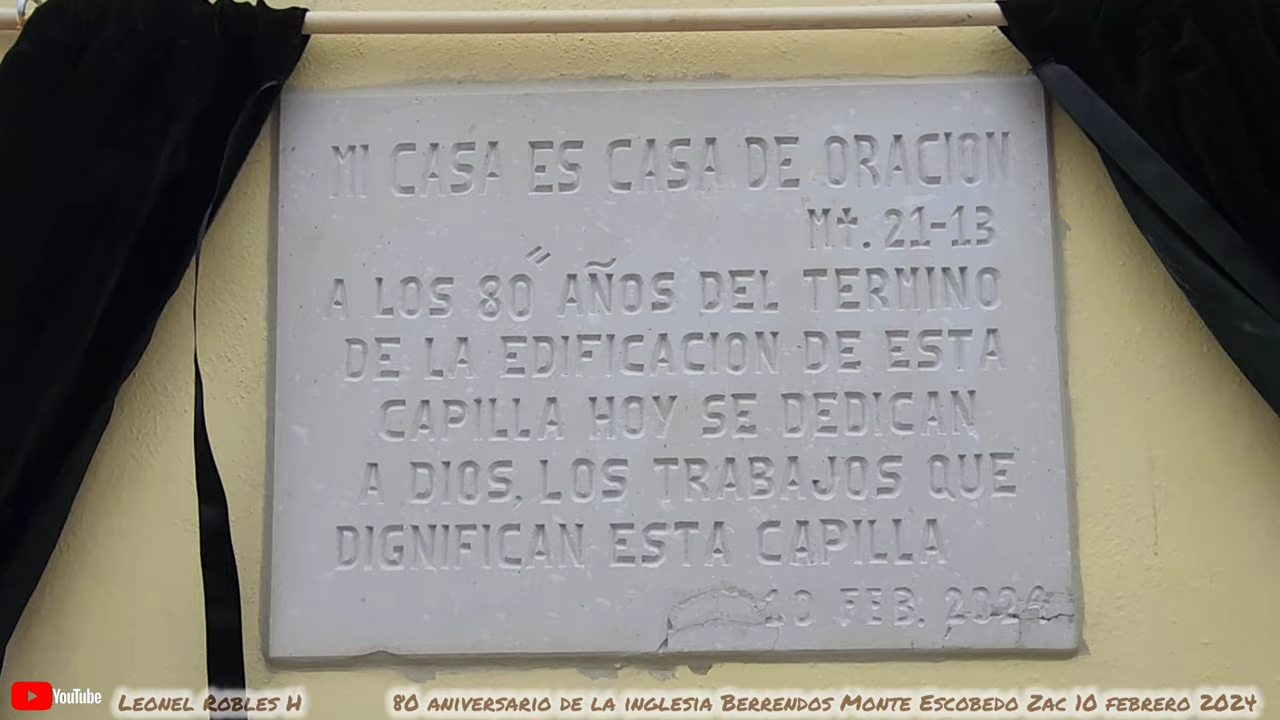 MI CASA ES CASA DE ORACION
Mt. 21-13
A LOS 80" AÑOS DEL TERMINO
DE LA EDIFICACION DE ESTA
CAPILLA HOY SE DEDICAN
A DIOS, LOS TRABAJOS QUE
DIGNIFICAN ESTA CAPILLA
10 FEB. 2024
YouTube LEONEL ROBLES H 80 ANIVERSARIO DE LA INGLESIA BERRENDOS MONTE ESCOBEDO ZAC 10 FEBRERO 2024